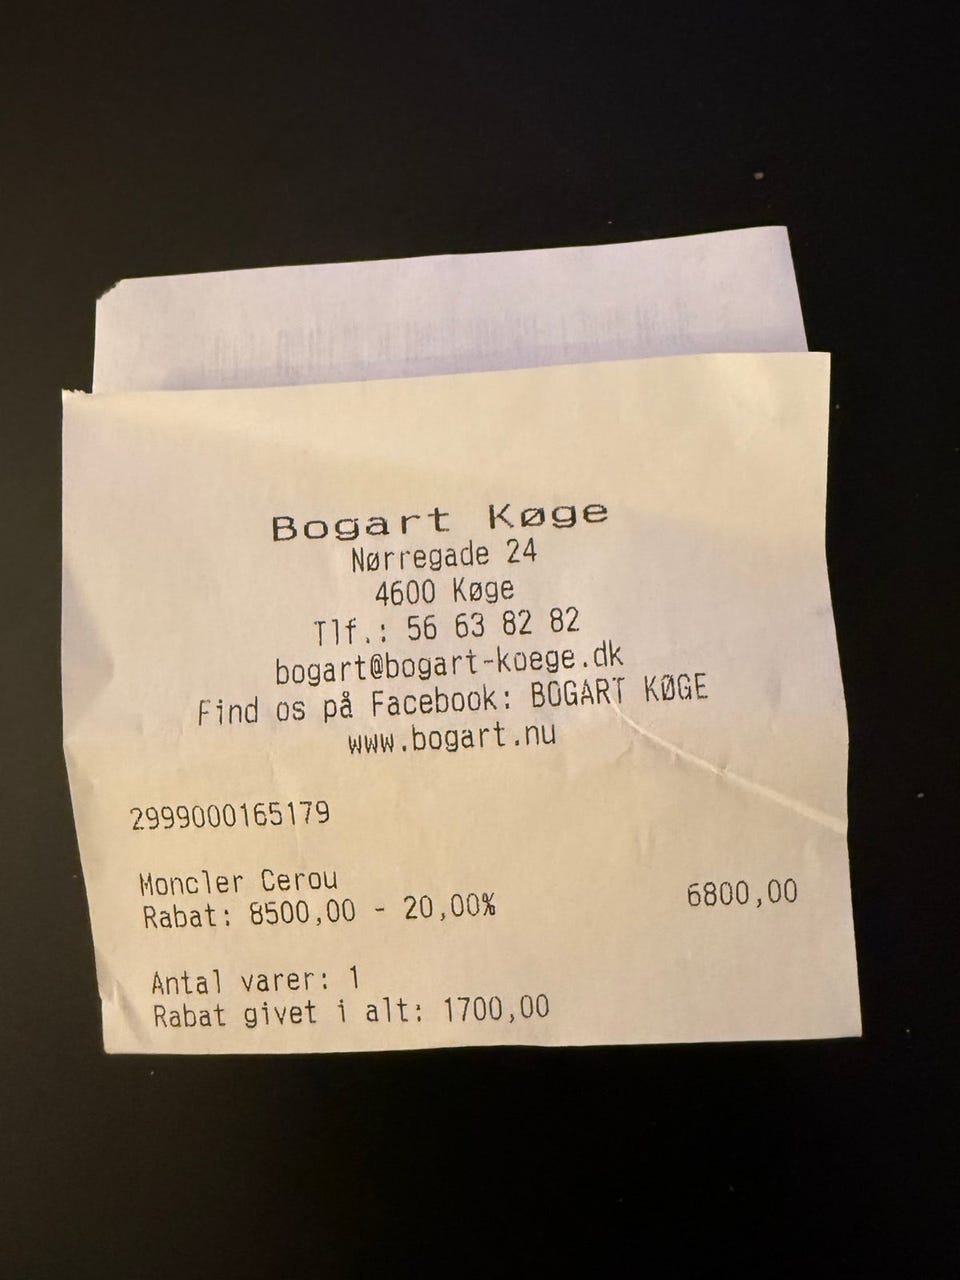 Bogart Køge
Nørregade 24
4600 Køge
Tlf.: 56 63 82 82
bogart@bogart-koege.dk
Find os på Facebook: BOGART KØGE
www.bogart.nu
2999000165179
Moncler Cerou
Rabat: 8500,00 - 20,00% 6800,00
Antal varer: 1
Rabat givet i alt: 1700,00